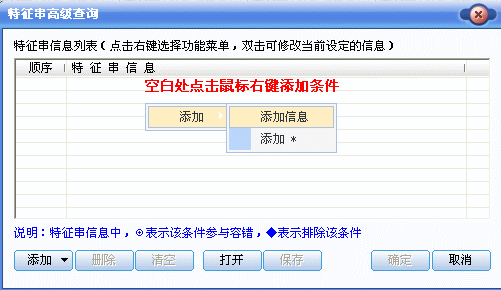 特征串高级查询
特征串信息列表（点击右键选择功能菜单，双击可修改当前设定的信息）
顺序 特 征 串 信 息
空白处点击鼠标右键添加条件
添加 添加信息
添加 *
说明：特征串信息中，⊙表示该条件参与容错，◆表示排除该条件
添加 删除 清空 打开 保存 确定 取消